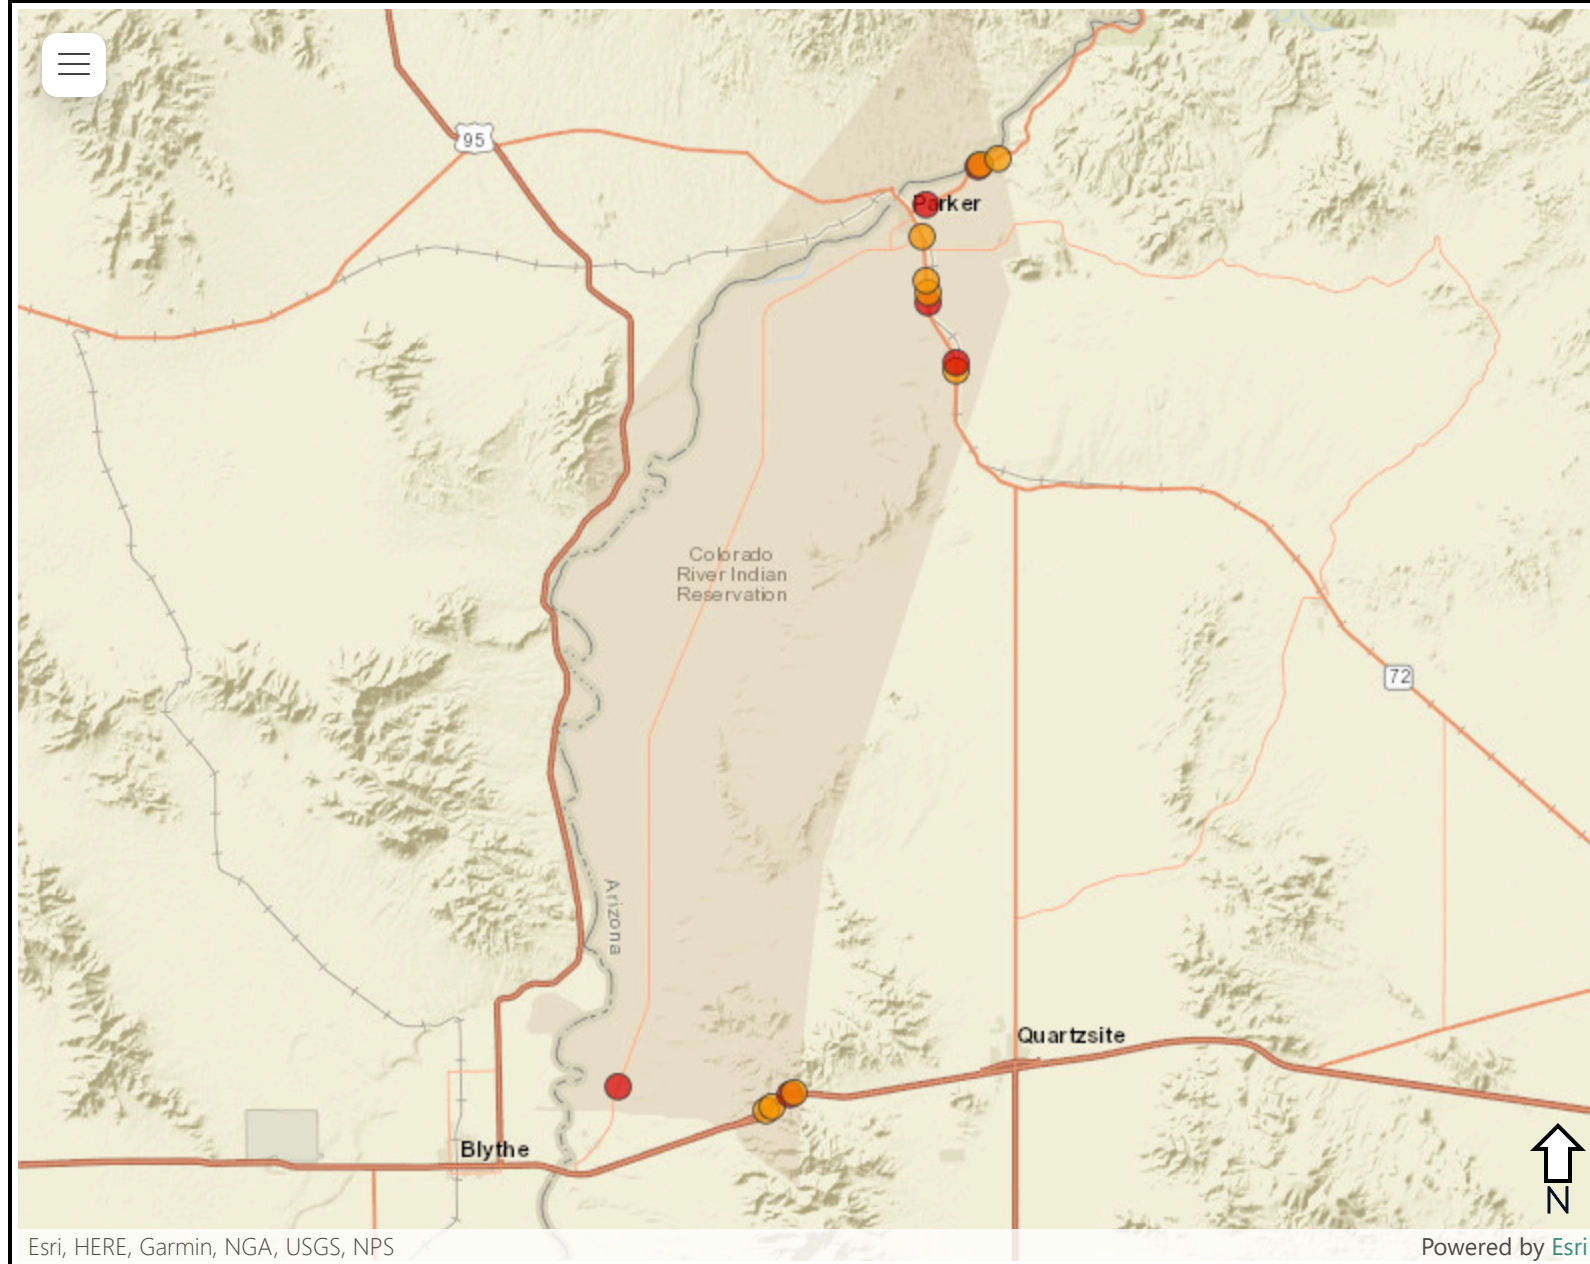 95
Parker
Colorado
River Indian
Reservation
72
Arizona
Quartzsite
Blythe
N
Esri, HERE, Garmin, NGA, USGS, NPS
Powered by Esri